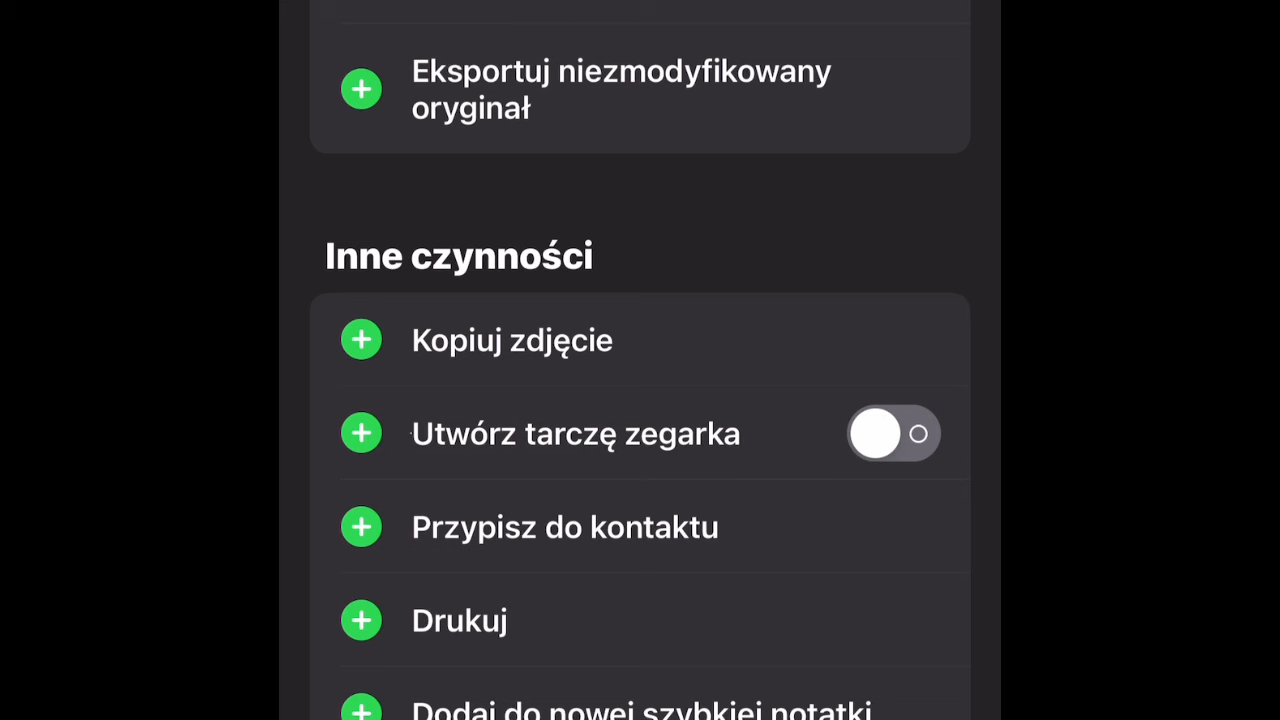 Eksportuj niezmodyfikowany
oryginał
Inne czynności
Kopiuj zdjęcie
Utwórz tarczę zegarka
Przypisz do kontaktu
Drukuj
Dodaj do nowej szybkiej notatki